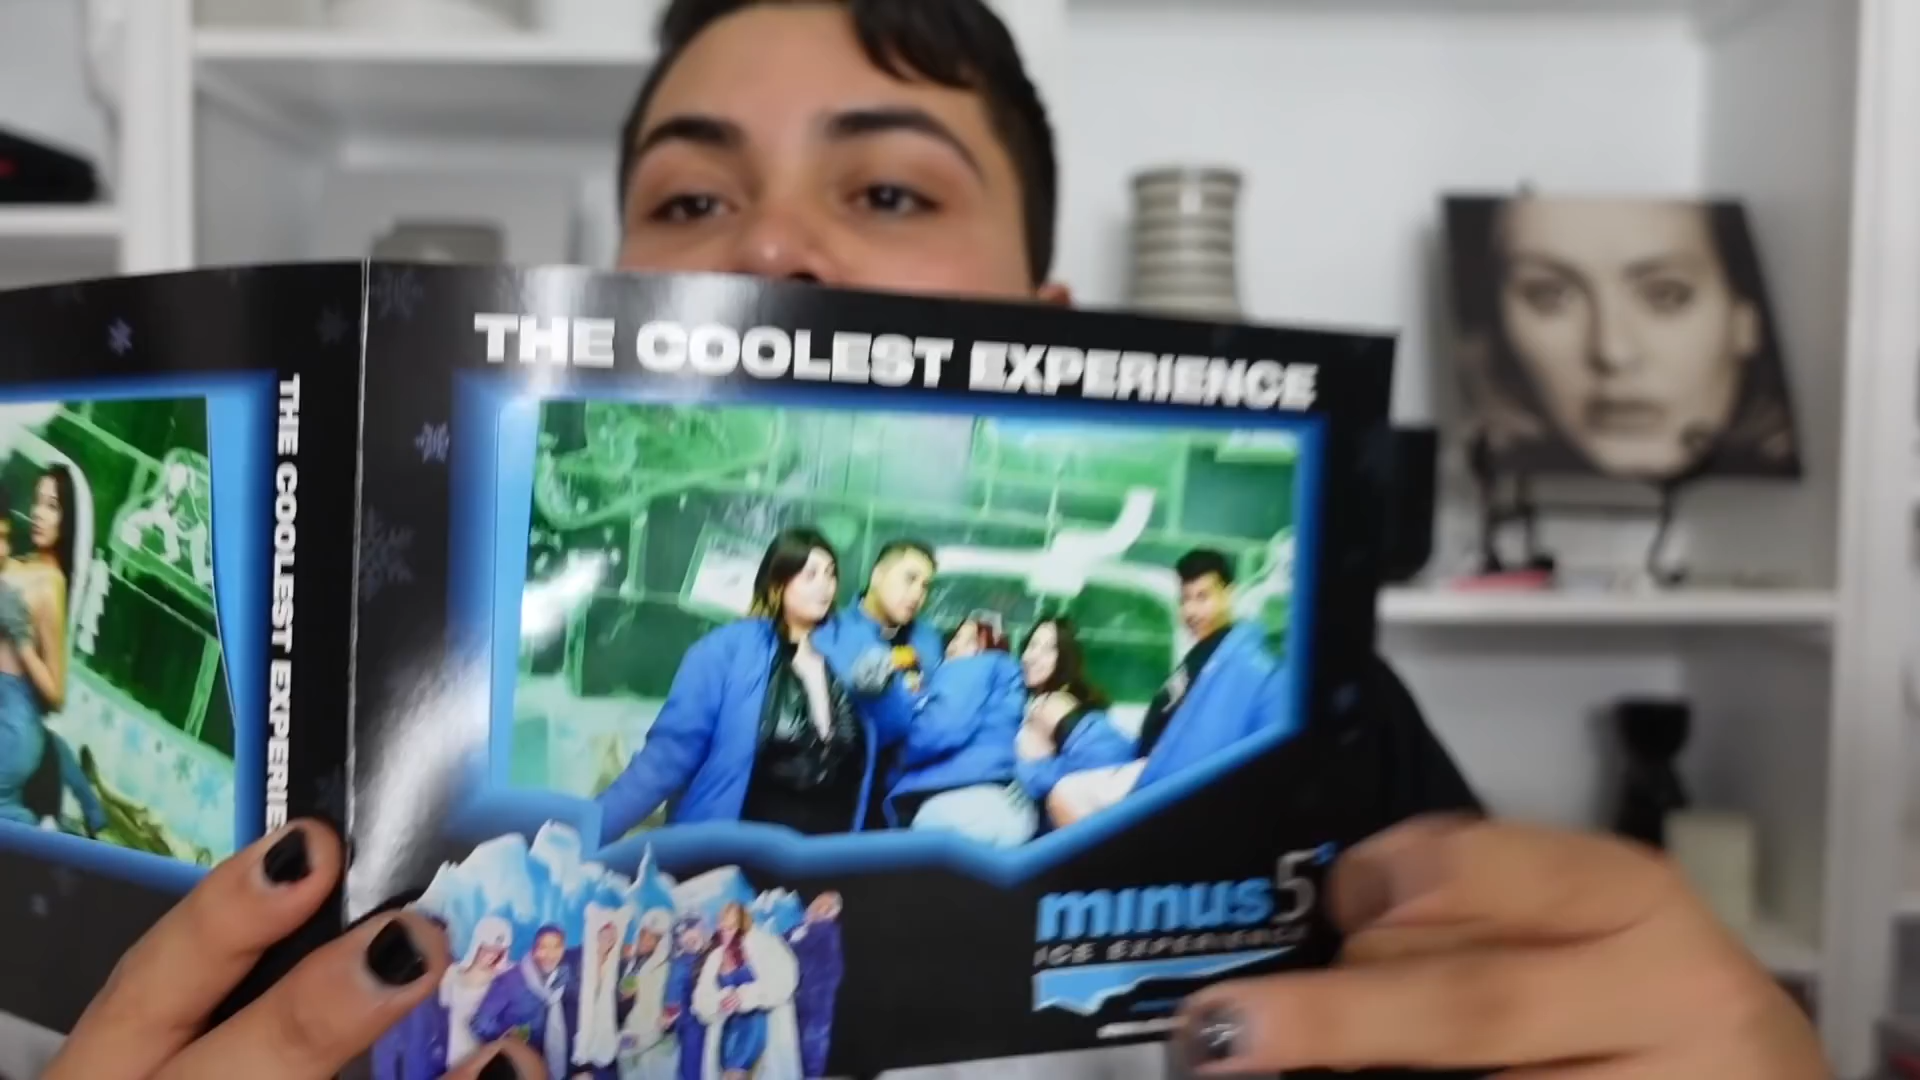 THE COOLEST EXPERIENCE
THE COOLEST EXPERIE
minus5°
ICE EXPERIENCE